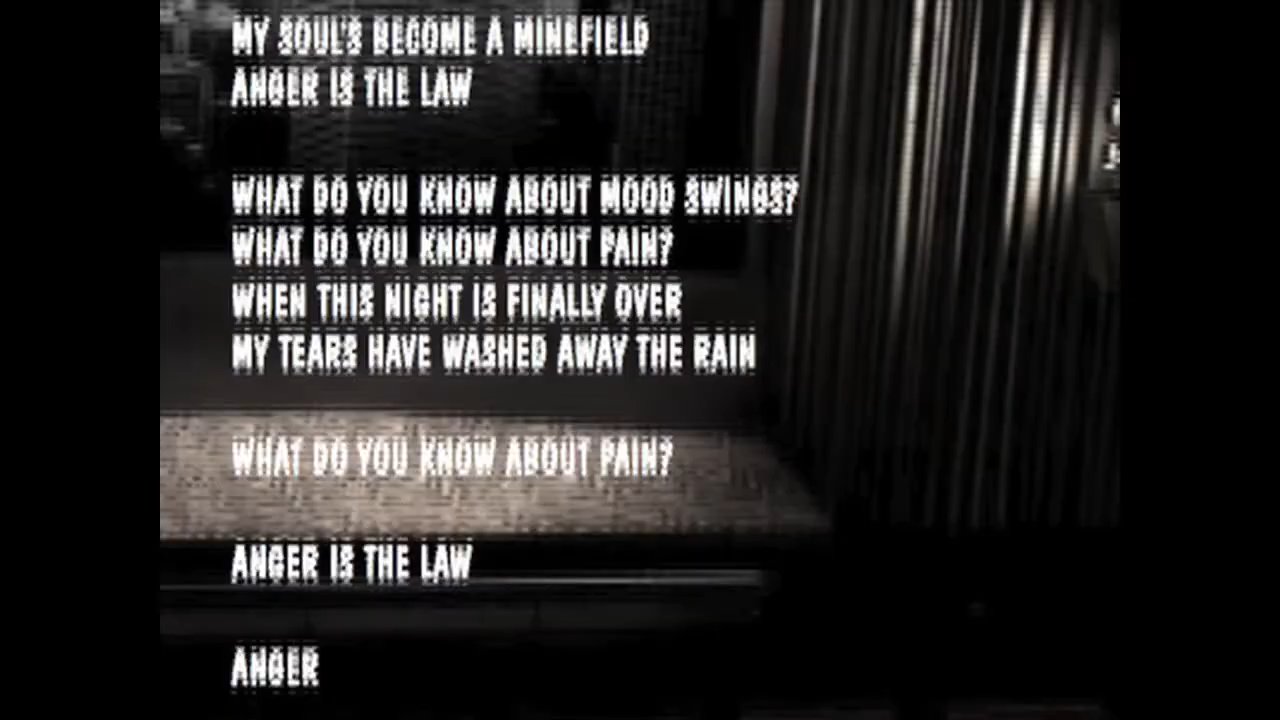 MY SOUL'S BECOME A MINEFIELD
ANGER IS THE LAW
WHAT DO YOU KNOW ABOUT MOOD SWINGS?
WHAT DO YOU KNOW ABOUT PAIN?
WHEN THIS NIGHT IS FINALLY OVER
MY TEARS HAVE WASHED AWAY THE RAIN
WHAT DO YOU KNOW ABOUT PAIN?
ANGER IS THE LAW
ANGER